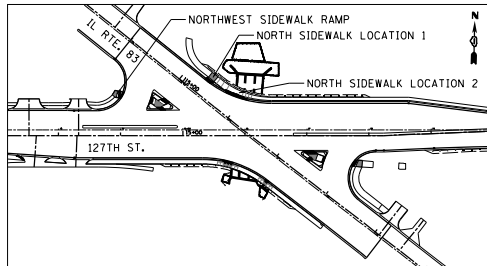 NORTHWEST SIDEWALK RAMP
N
IL RTE. 83
NORTH SIDEWALK LOCATION 1
NORTH SIDEWALK LOCATION 2
127TH ST.